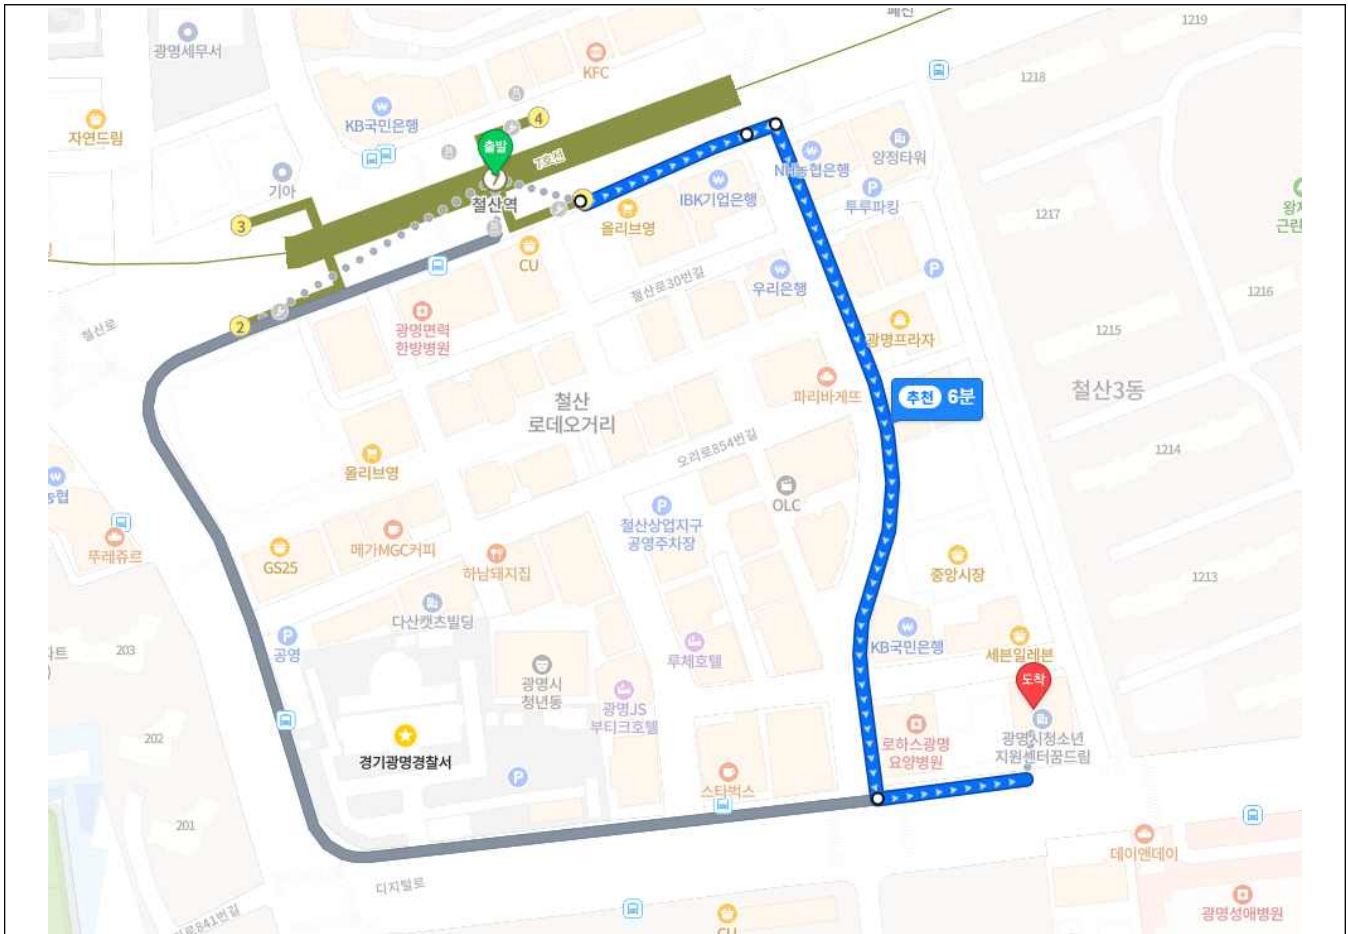 1219
광명세무서
KFC
1218
자연드림
KB국민은행
4
출발
7호선
양정타워
NH농협은행
기아
7
철산역
IBK기업은행
투루파킹
1217
3
올리브영
CU
철산로30번길
우리은행
1216
2
철산로
광명면력
한방병원
광명프라자
1215
파리바게뜨
추천 6분
철산3동
철산
로데오거리
오리로854번길
1214
올리브영
OLC
철산상업지구
공영주차장
뚜레쥬르
메가MGC커피
GS25
하남돼지집
중앙시장
1213
다산캣츠빌딩
KB국민은행
세븐일레븐
203
공영
루체호텔
도착
광명시
청년동
광명JS
부티크호텔
202
경기광명경찰서
로하스광명
요양병원
광명시청소년
지원센터꿈드림
스타벅스
201
데이앤데이
디지털로
광명성애병원
CU